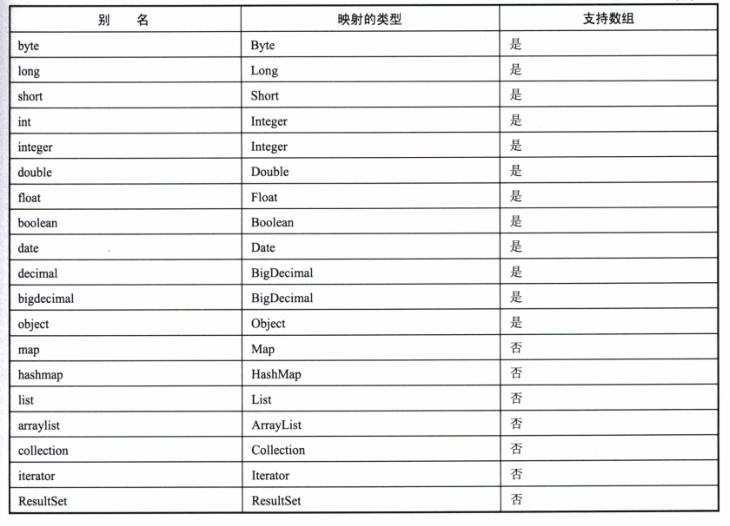 别 名 映射的类型 支持数组
byte Byte 是
long Long 是
short Short 是
int Integer 是
integer Integer 是
double Double 是
float Float 是
boolean Boolean 是
date Date 是
decimal BigDecimal 是
bigdecimal BigDecimal 是
object Object 是
map Map 否
hashmap HashMap 否
list List 否
arraylist ArrayList 否
collection Collection 否
iterator Iterator 否
ResultSet ResultSet 否